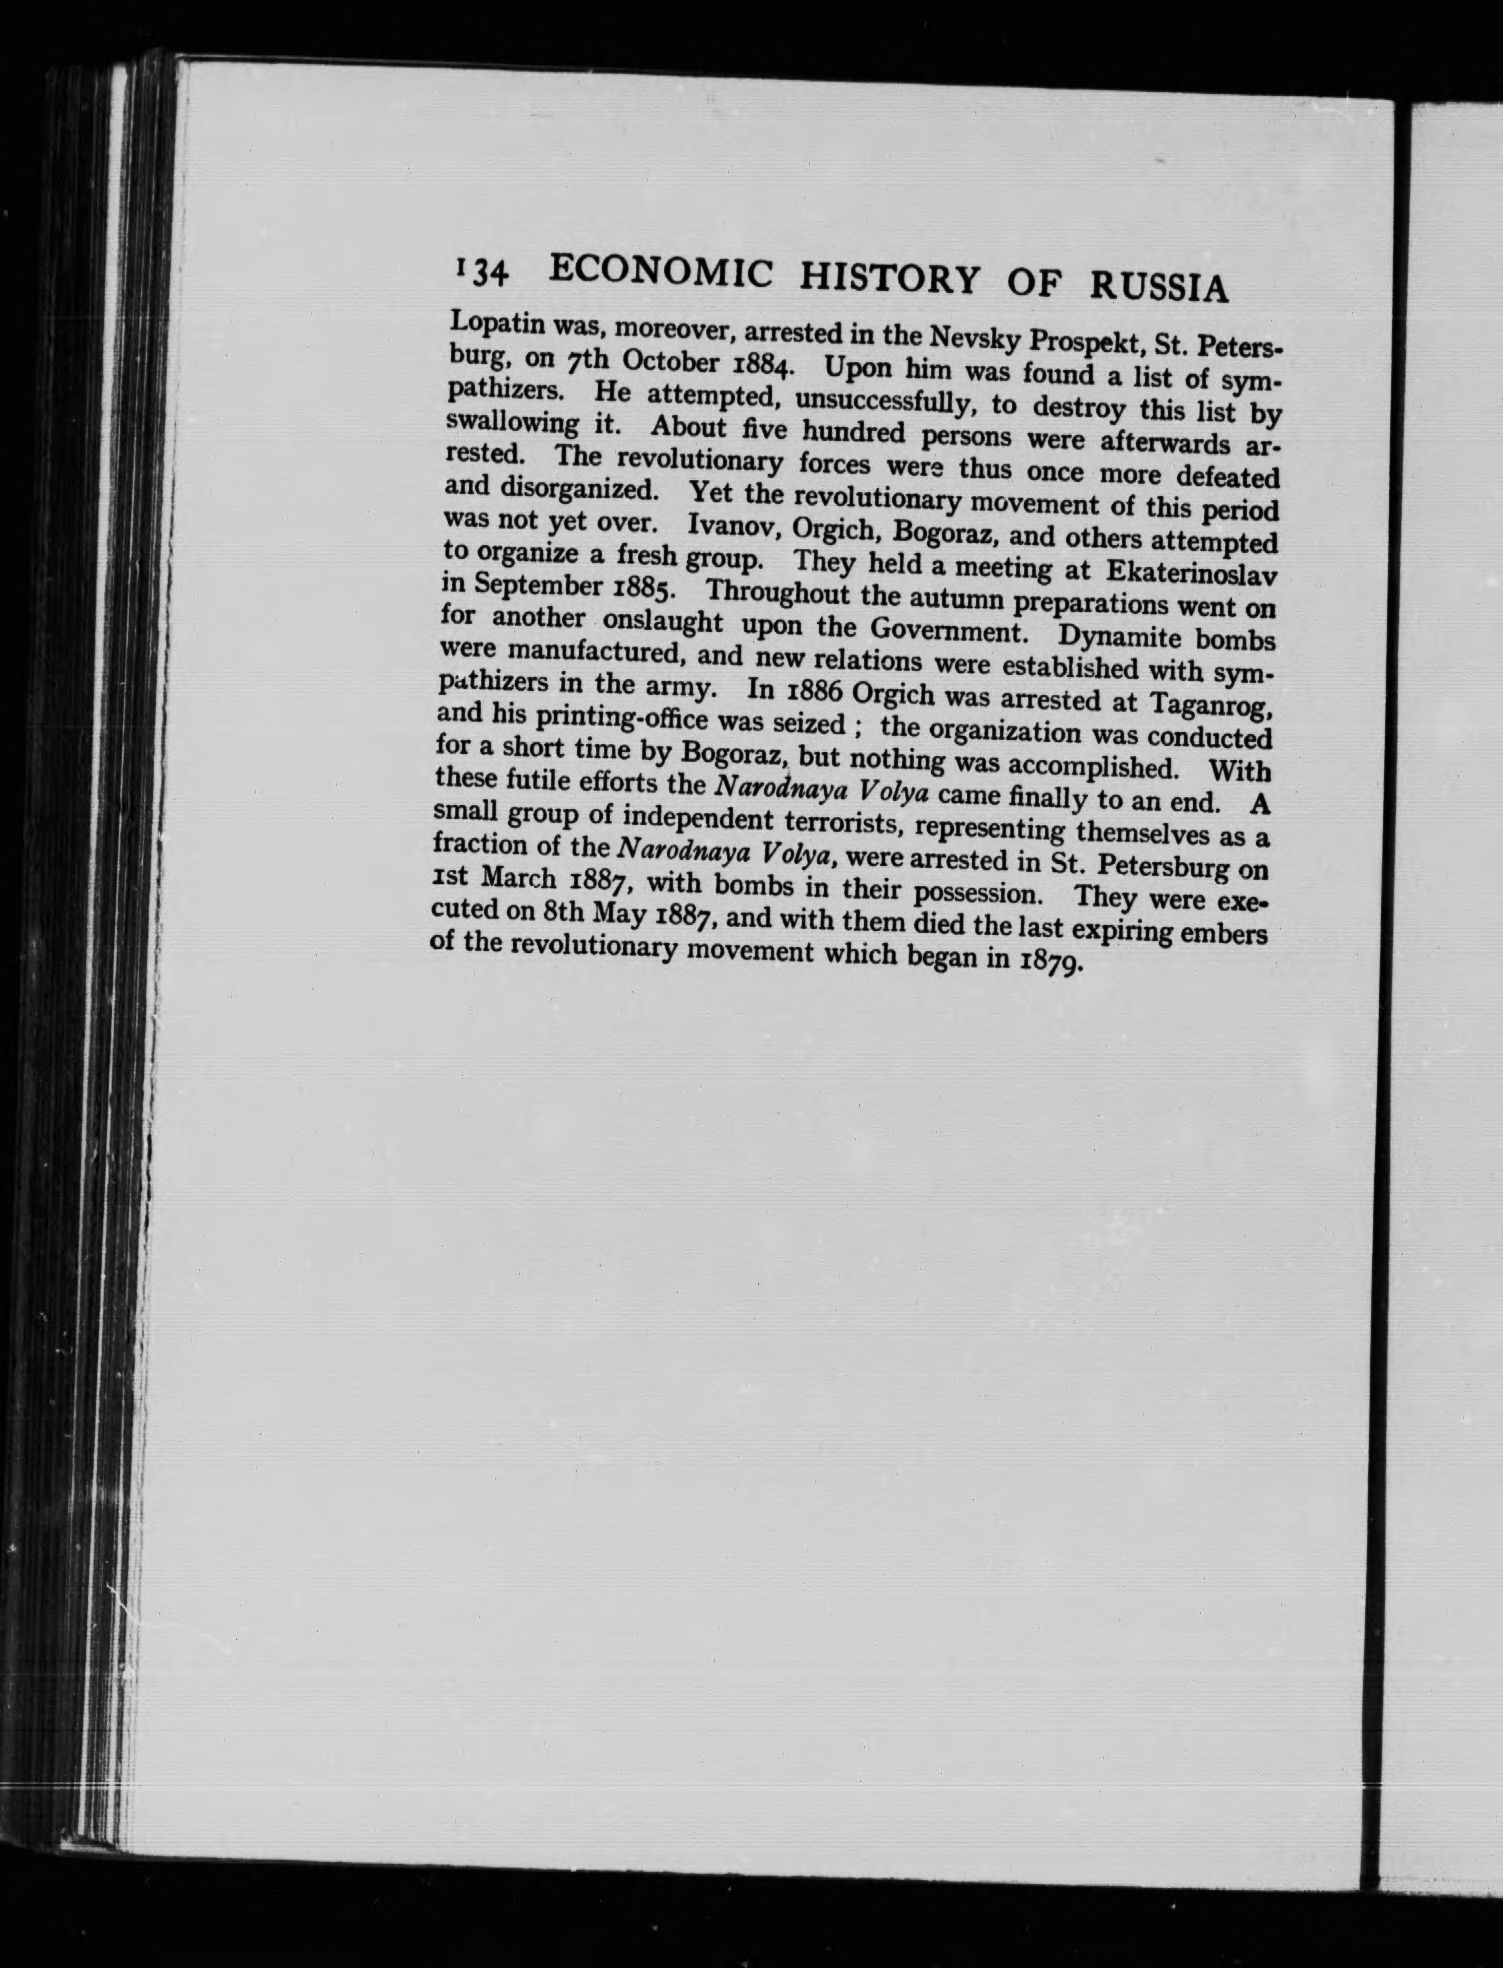 134 ECONOMIC HISTORY OF RUSSIA
Lopatin was, moreover, arrested in the Nevsky Prospekt, St. Peters-
burg, on 7th October 1884. Upon him was found a list of sym-
pathizers. He attempted, unsuccessfully, to destroy this list by
swallowing it. About five hundred persons were afterwards ar-
rested. The revolutionary forces were thus once more defeated
and disorganized. Yet the revolutionary movement of this period
was not yet over. Ivanov, Orgich, Bogoraz, and others attempted
to organize a fresh group. They held a meeting at Ekaterinoslav
in September 1885. Throughout the autumn preparations went on
for another onslaught upon the Government. Dynamite bombs
were manufactured, and new relations were established with sym-
pathizers in the army. In 1886 Orgich was arrested at Taganrog,
and his printing-office was seized ; the organization was conducted
for a short time by Bogoraz, but nothing was accomplished. With
these futile efforts the Narodnaya Volya came finally to an end. A
small group of independent terrorists, representing themselves as a
fraction of the Narodnaya Volya, were arrested in St. Petersburg on
1st March 1887, with bombs in their possession. They were exe-
cuted on 8th May 1887, and with them died the last expiring embers
of the revolutionary movement which began in 1879.